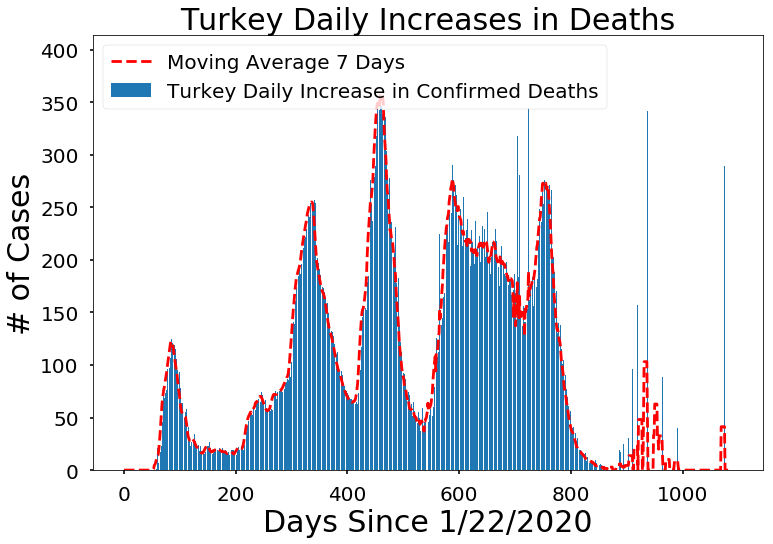 Turkey Daily Increases in Deaths
400
350
300
250
200
150
100
50
0
# of Cases
Moving Average 7 Days
Turkey Daily Increase in Confirmed Deaths
0 200 400 600 800 1000
Days Since 1/22/2020